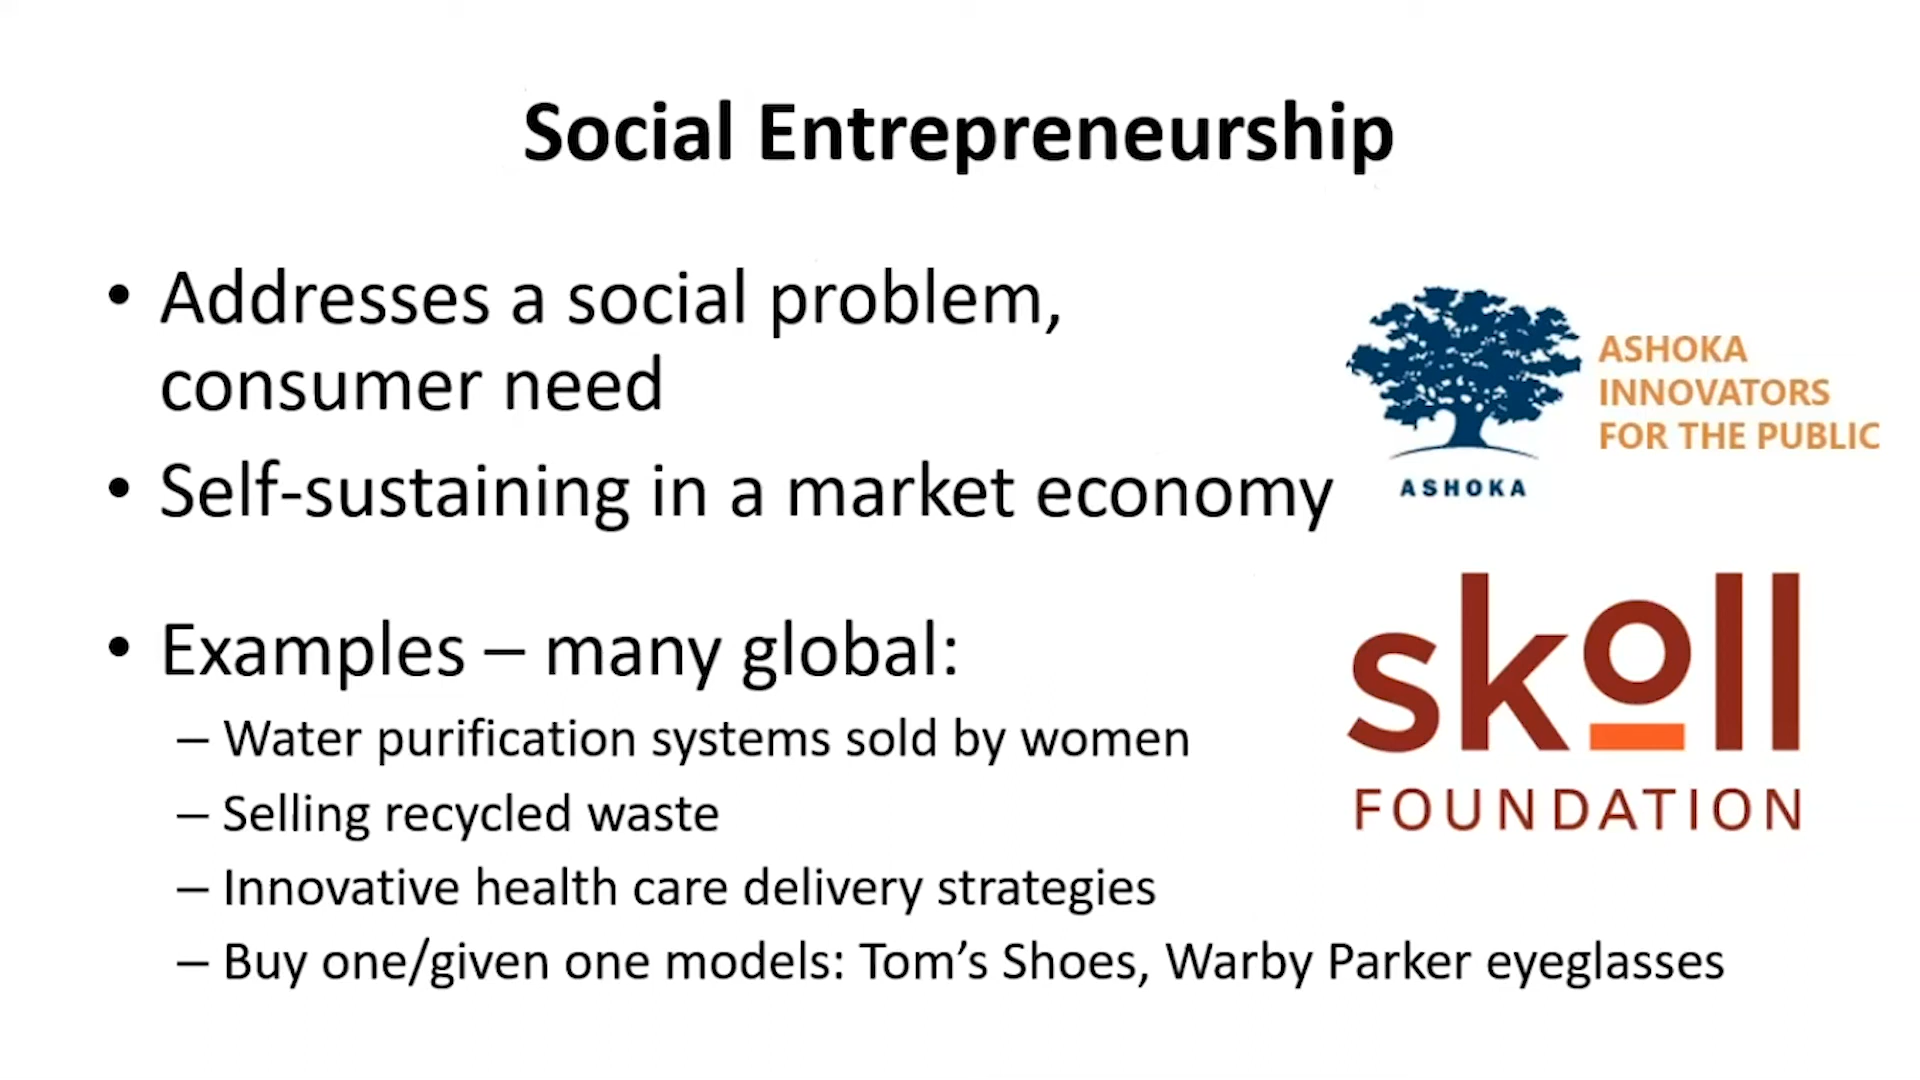 Social Entrepreneurship
• Addresses a social problem,
consumer need
• Self-sustaining in a market economy
• Examples – many global:
– Water purification systems sold by women
– Selling recycled waste
– Innovative health care delivery strategies
– Buy one/given one models: Tom’s Shoes, Warby Parker eyeglasses
ASHOKA
INNOVATORS
FOR THE PUBLIC
ASHOKA
skoll
FOUNDATION